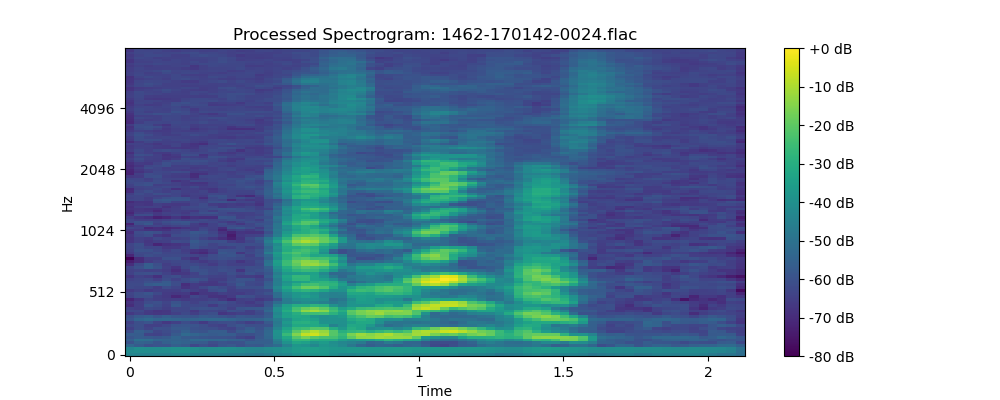 Processed Spectrogram: 1462-170142-0024.flac
Hz
4096
2048
1024
512
0
0
0.5
1
1.5
2
Time
+0 dB
-10 dB
-20 dB
-30 dB
-40 dB
-50 dB
-60 dB
-70 dB
-80 dB